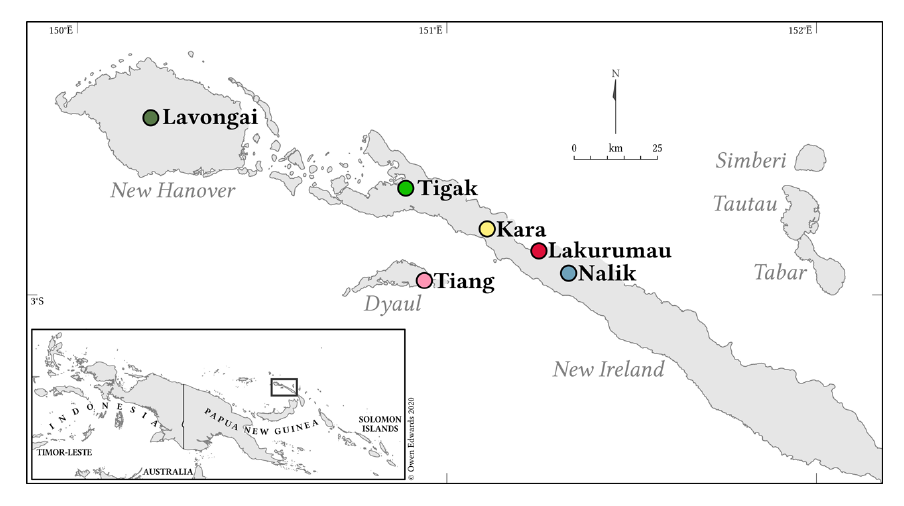 150°E
151°E
152°E
N
0 km 25
Lavongai
New Hanover
Simberi
Tigak
Tautau
Kara
Lakurumau
Tabar
Nalik
Tiang
Dyaul
3°S
New Ireland
INDONESIA
PAPUA NEW GUINEA
SOLOMON
ISLANDS
TIMOR-LESTE
AUSTRALIA
© Owen Edwards 2020